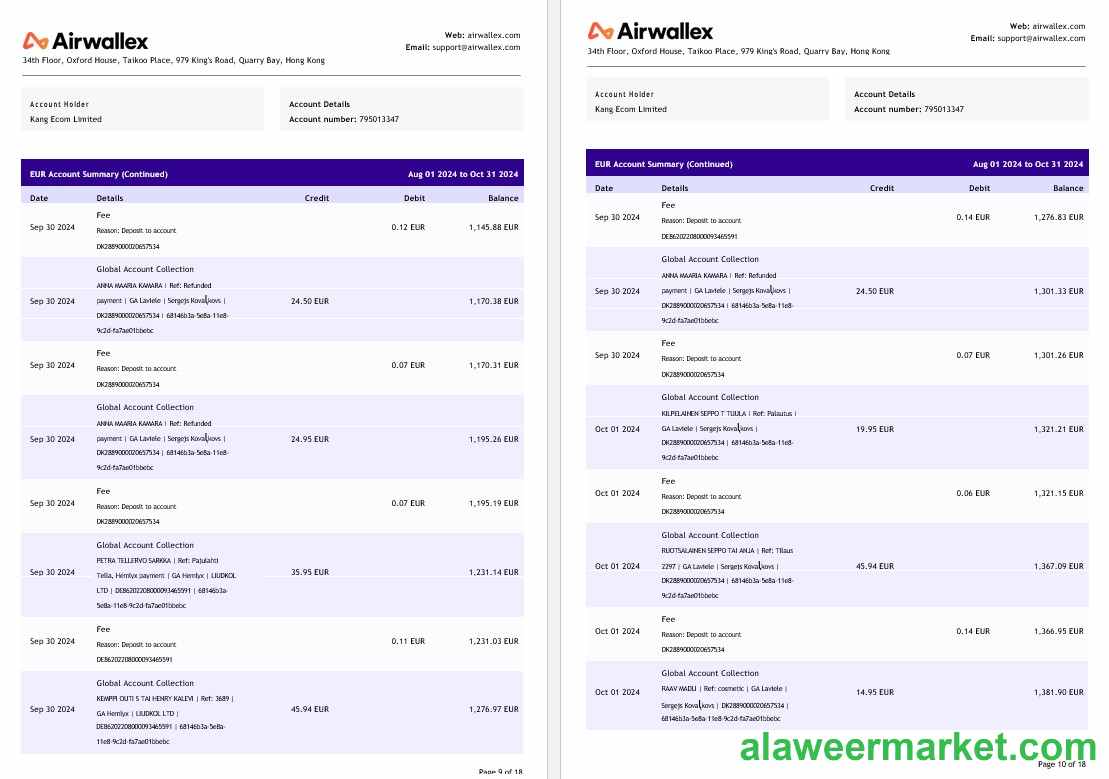 Airwallex
Web: airwallex.com
Email: support@airwallex.com
34th Floor, Oxford House, Taikoo Place, 979 King's Road, Quarry Bay, Hong Kong
Account Holder
Kang Ecom Limited
Account Details
Account number: 795013347
EUR Account Summary (Continued) Aug 01 2024 to Oct 31 2024
Date Details Credit Debit Balance
Fee
Reason: Deposit to account
Sep 30 2024 0.12 EUR 1,145.88 EUR
DK2889000020657534
Global Account Collection
ANNA MAARIA KAMARA | Ref: Refunded
payment | GA Laviele | Sergejs Kovaļkovs |
Sep 30 2024 24.50 EUR 1,170.38 EUR
DK2889000020657534 | 68146b3a-5e8a-11e8-
9c2d-fa7ae01bbebc
Fee
Reason: Deposit to account
Sep 30 2024 0.07 EUR 1,170.31 EUR
DK2889000020657534
Global Account Collection
ANNA MAARIA KAMARA | Ref: Refunded
payment | GA Laviele | Sergejs Kovaļkovs |
Sep 30 2024 24.95 EUR 1,195.26 EUR
DK2889000020657534 | 68146b3a-5e8a-11e8-
9c2d-fa7ae01bbebc
Fee
Reason: Deposit to account
Sep 30 2024 0.07 EUR 1,195.19 EUR
DK2889000020657534
Global Account Collection
PETRA TELLERVO SARKKA | Ref: Pajulahti
Sep 30 2024 35.95 EUR 1,231.14 EUR
Tella, Hemlyx payment | GA Hemlyx | LIUDKOL
LTD | DE86202208000093465591 | 68146b3a-
5e8a-11e8-9c2d-fa7ae01bbebc
Fee
Sep 30 2024 0.11 EUR 1,231.03 EUR
Reason: Deposit to account
DE86202208000093465591
Global Account Collection
KEMPPI OUTI S TAI HENRY KALEVI | Ref: 3689 |
Sep 30 2024 45.94 EUR 1,276.97 EUR
GA Hemlyx | LIUDKOL LTD |
DE86202208000093465591 | 68146b3a-5e8a-
11e8-9c2d-fa7ae01bbebc
Page 9 of 18
Airwallex
Web: airwallex.com
Email: support@airwallex.com
34th Floor, Oxford House, Taikoo Place, 979 King's Road, Quarry Bay, Hong Kong
Account Holder
Kang Ecom Limited
Account Details
Account number: 795013347
EUR Account Summary (Continued) Aug 01 2024 to Oct 31 2024
Date Details Credit Debit Balance
Fee
Sep 30 2024 0.14 EUR 1,276.83 EUR
Reason: Deposit to account
DE86202208000093465591
Global Account Collection
ANNA MAARIA KAMARA | Ref: Refunded
Sep 30 2024 24.50 EUR 1,301.33 EUR
payment | GA Laviele | Sergejs Kovaļkovs |
DK2889000020657534 | 68146b3a-5e8a-11e8-
9c2d-fa7ae01bbebc
Fee
Sep 30 2024 0.07 EUR 1,301.26 EUR
Reason: Deposit to account
DK2889000020657534
Global Account Collection
KILPELAINEN SEPPO T TUULA | Ref: Palautus |
Oct 01 2024 19.95 EUR 1,321.21 EUR
GA Laviele | Sergejs Kovaļkovs |
DK2889000020657534 | 68146b3a-5e8a-11e8-
9c2d-fa7ae01bbebc
Fee
Oct 01 2024 0.06 EUR 1,321.15 EUR
Reason: Deposit to account
DK2889000020657534
Global Account Collection
RUOTSALAINEN SEPPO TAI ANJA | Ref: Tilaus
Oct 01 2024 45.94 EUR 1,367.09 EUR
2297 | GA Laviele | Sergejs Kovaļkovs |
DK2889000020657534 | 68146b3a-5e8a-11e8-
9c2d-fa7ae01bbebc
Fee
Oct 01 2024 0.14 EUR 1,366.95 EUR
Reason: Deposit to account
DK2889000020657534
Global Account Collection
RAAV MADLI | Ref: cosmetic | GA Laviele |
Oct 01 2024 14.95 EUR 1,381.90 EUR
Sergejs Kovaļkovs | DK2889000020657534 |
68146b3a-5e8a-11e8-9c2d-fa7ae01bbebc
alaweermarket.com
Page 10 of 18